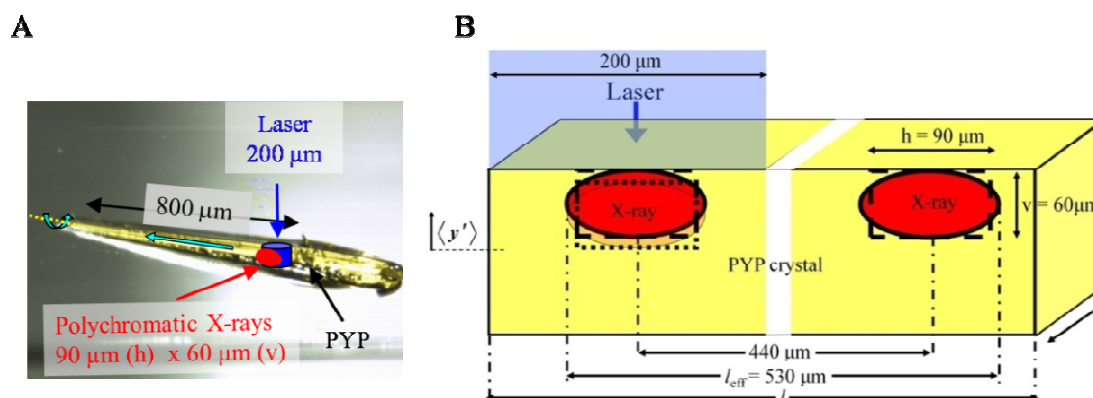 A
Laser
200 μm
800 μm
PYP
Polychromatic X-rays
90 μm (h) x 60 μm (v)
B
200 μm
Laser
h = 90 μm
X-ray
X-ray
v = 60μm
⟨y'⟩
PYP crystal
440 μm
l_eff = 530 μm